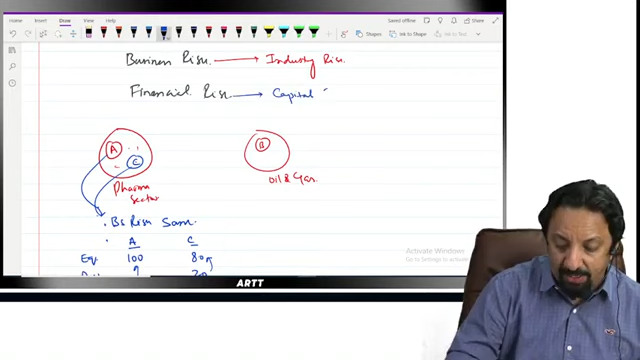 Saved offline
File Home Insert Draw View Help
Shapes Ink to Shape Ink to Text
Business Risk → Industry Risk.
Financial Risk → Capital
A
C
B
Pharma Sector
Oil & Gas.
. Bs Risk Same.
. A C
Eq. 100 80
200
Activate Windows
Go to Settings to activate
ARTT